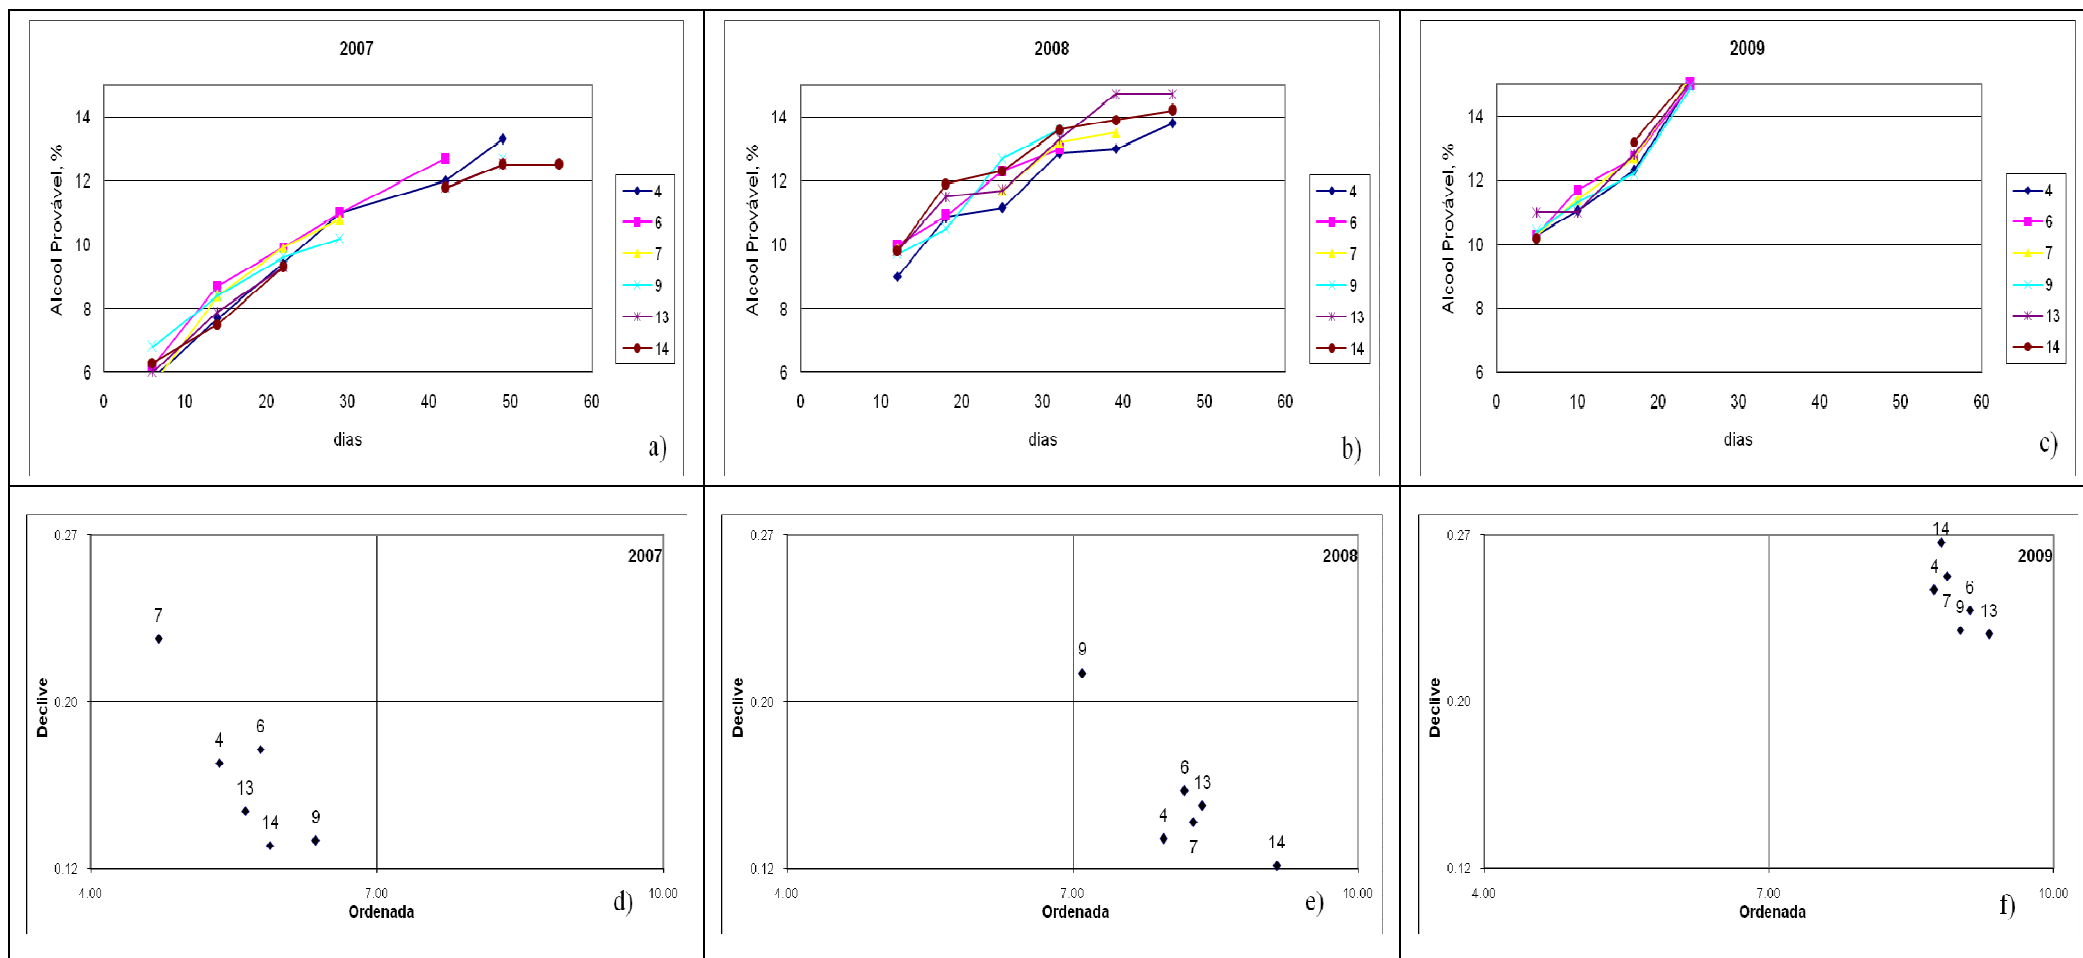 2007
Alcool Provável, %
14
12
10
8
6
0 10 20 30 40 50 60
dias
4
6
7
9
13
14
a)
2008
Alcool Provável, %
14
12
10
8
6
0 10 20 30 40 50 60
dias
4
6
7
9
13
14
b)
2009
Alcool Provável, %
14
12
10
8
6
0 10 20 30 40 50 60
dias
4
6
7
9
13
14
c)
2007
Declive
0.27
0.20
0.12
7
4
6
13
14
9
4.00 7.00 10.00
Ordenada
d)
2008
Declive
0.27
0.20
0.12
9
6
13
4
7
14
4.00 7.00 10.00
Ordenada
e)
2009
Declive
0.27
0.20
0.12
14
4
7
6
9
13
4.00 7.00 10.00
Ordenada
f)